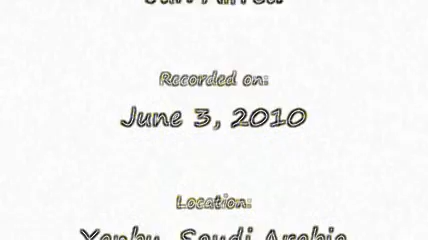 Recorded on:
June 3, 2010
Location:
Yanbu, Saudi Arabia